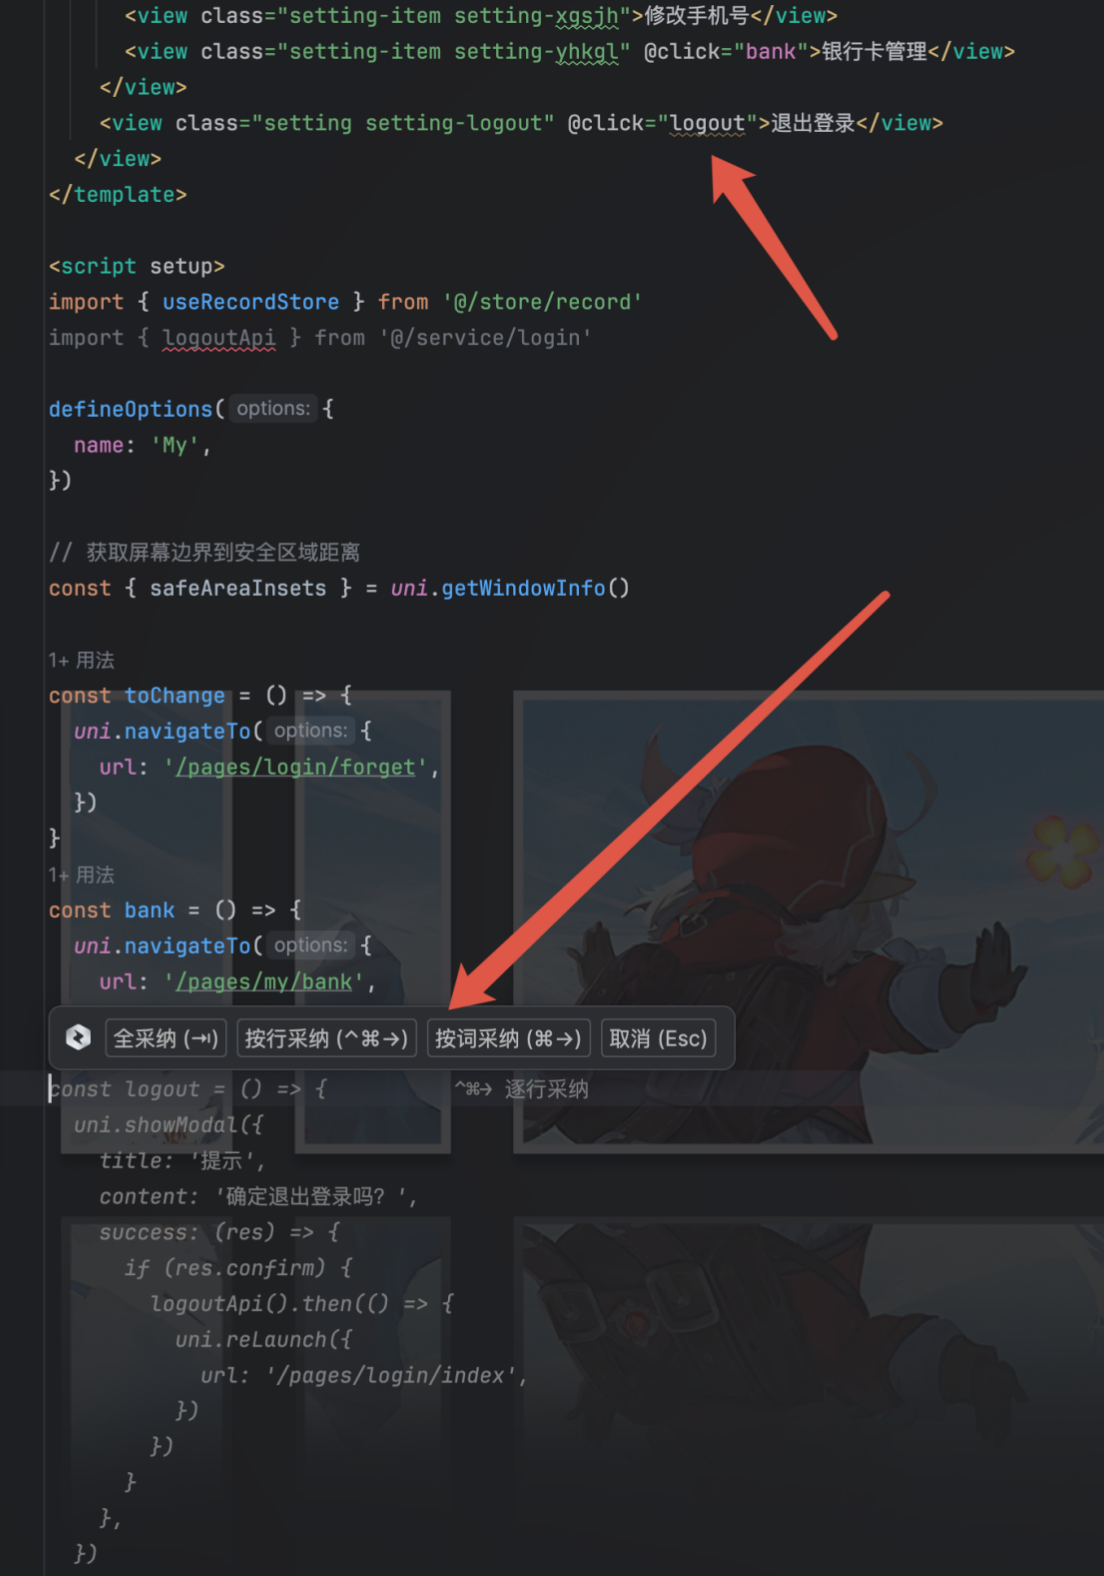 <view class="setting-item setting-xgsjh">修改手机号</view>
<view class="setting-item setting-yhkgl" @click="bank">银行卡管理</view>
</view>
<view class="setting setting-logout" @click="logout">退出登录</view>
</view>
</template>
<script setup>
import { useRecordStore } from '@/store/record'
import { logoutApi } from '@/service/login'
defineOptions( options: {
name: 'My',
})
// 获取屏幕边界到安全区域距离
const { safeAreaInsets } = uni.getWindowInfo()
1+ 用法
const toChange = () => {
uni.navigateTo( options: {
url: '/pages/login/forget',
})
}
1+ 用法
const bank = () => {
uni.navigateTo( options: {
url: '/pages/my/bank',
全采纳 (⇥) 按行采纳 (^⌘→) 按词采纳 (⌘→) 取消 (Esc)
const logout = () => { ^⌘→ 逐行采纳
uni.showModal({
title: '提示',
content: '确定退出登录吗？',
success: (res) => {
if (res.confirm) {
logoutApi().then(() => {
uni.reLaunch({
url: '/pages/login/index',
})
})
}
},
})